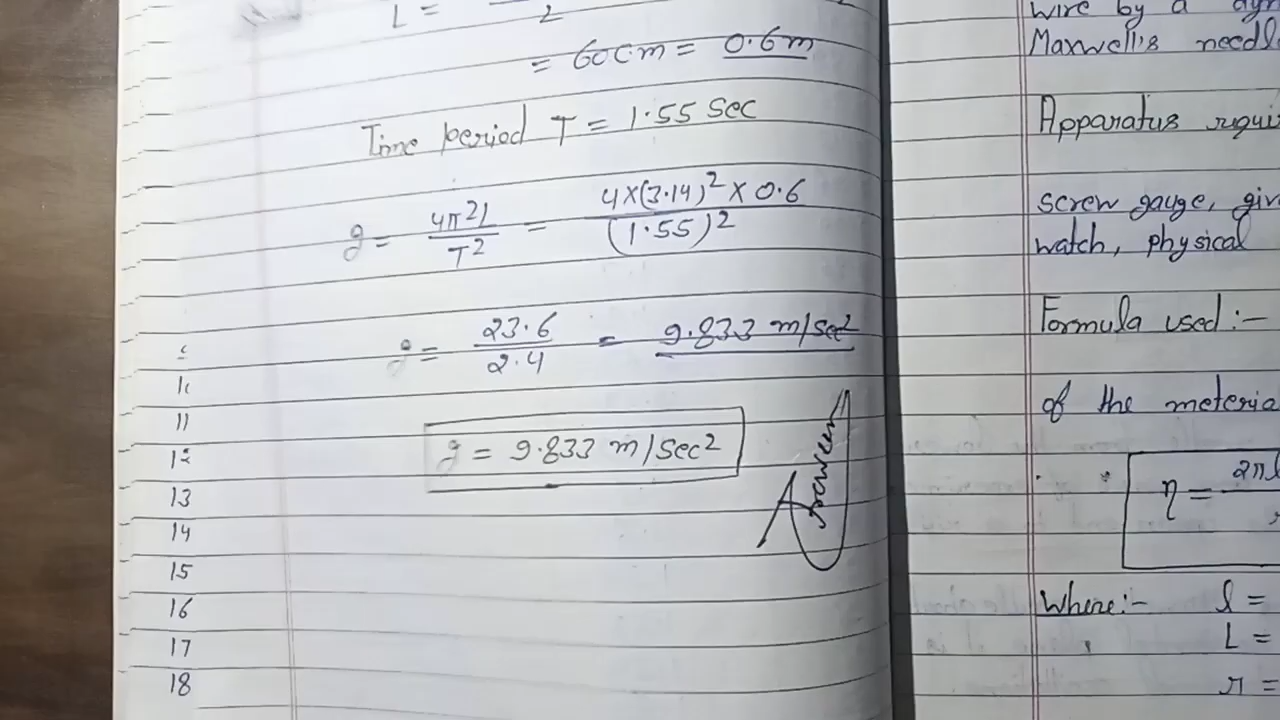 L = 2
= 60cm = 0.6m
Time period T = 1.55 Sec
g = 4π²l / T² = 4×(3.14)² × 0.6 / (1.55)²
g = 23.6 / 2.4 = 9.833 m/sec²
g = 9.833 m/sec²
Answer
11
12
13
14
15
16
17
18
wire by a
Maxwell's
Apparatus
screw gauge,
watch, physical
Formula used:-
of the
η = 2πl
Where:- l =
L =
r =